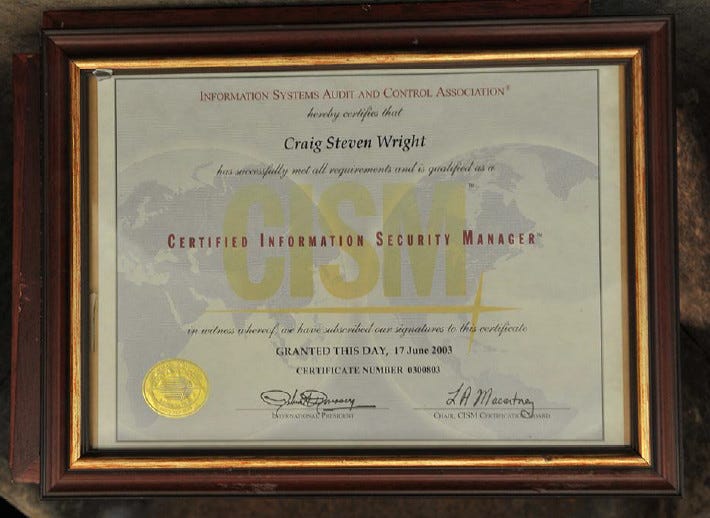 INFORMATION SYSTEMS AUDIT AND CONTROL ASSOCIATION®
hereby certifies that
Craig Steven Wright
has successfully met all requirements and is qualified as a
CISM™
CERTIFIED INFORMATION SECURITY MANAGER™
in witness whereof, we have subscribed our signatures to this certificate
GRANTED THIS DAY, 17 June 2003
CERTIFICATE NUMBER 0300803
INTERNATIONAL PRESIDENT
CHAIR, CISM CERTIFICATION BOARD